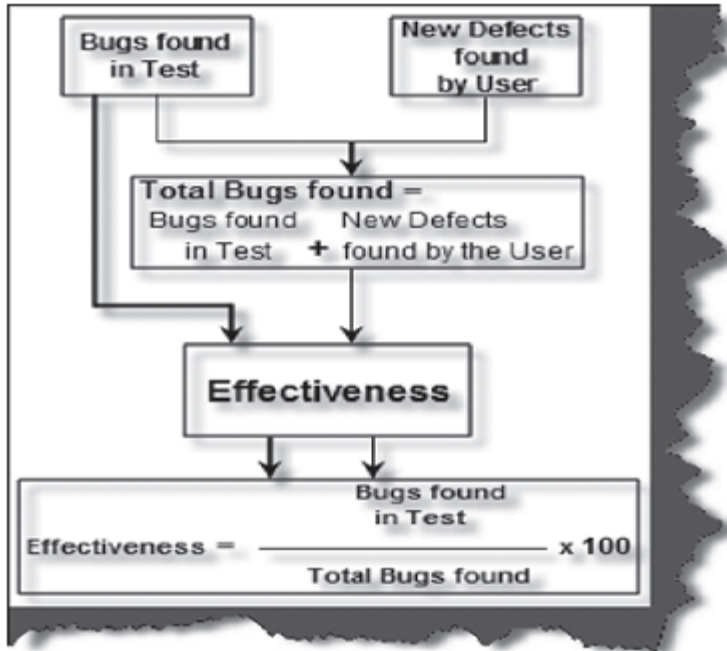 Bugs found
in Test
New Defects
found
by User
Total Bugs found =
Bugs found New Defects
in Test + found by the User
Effectiveness
Bugs found
in Test
Effectiveness = x 100
Total Bugs found